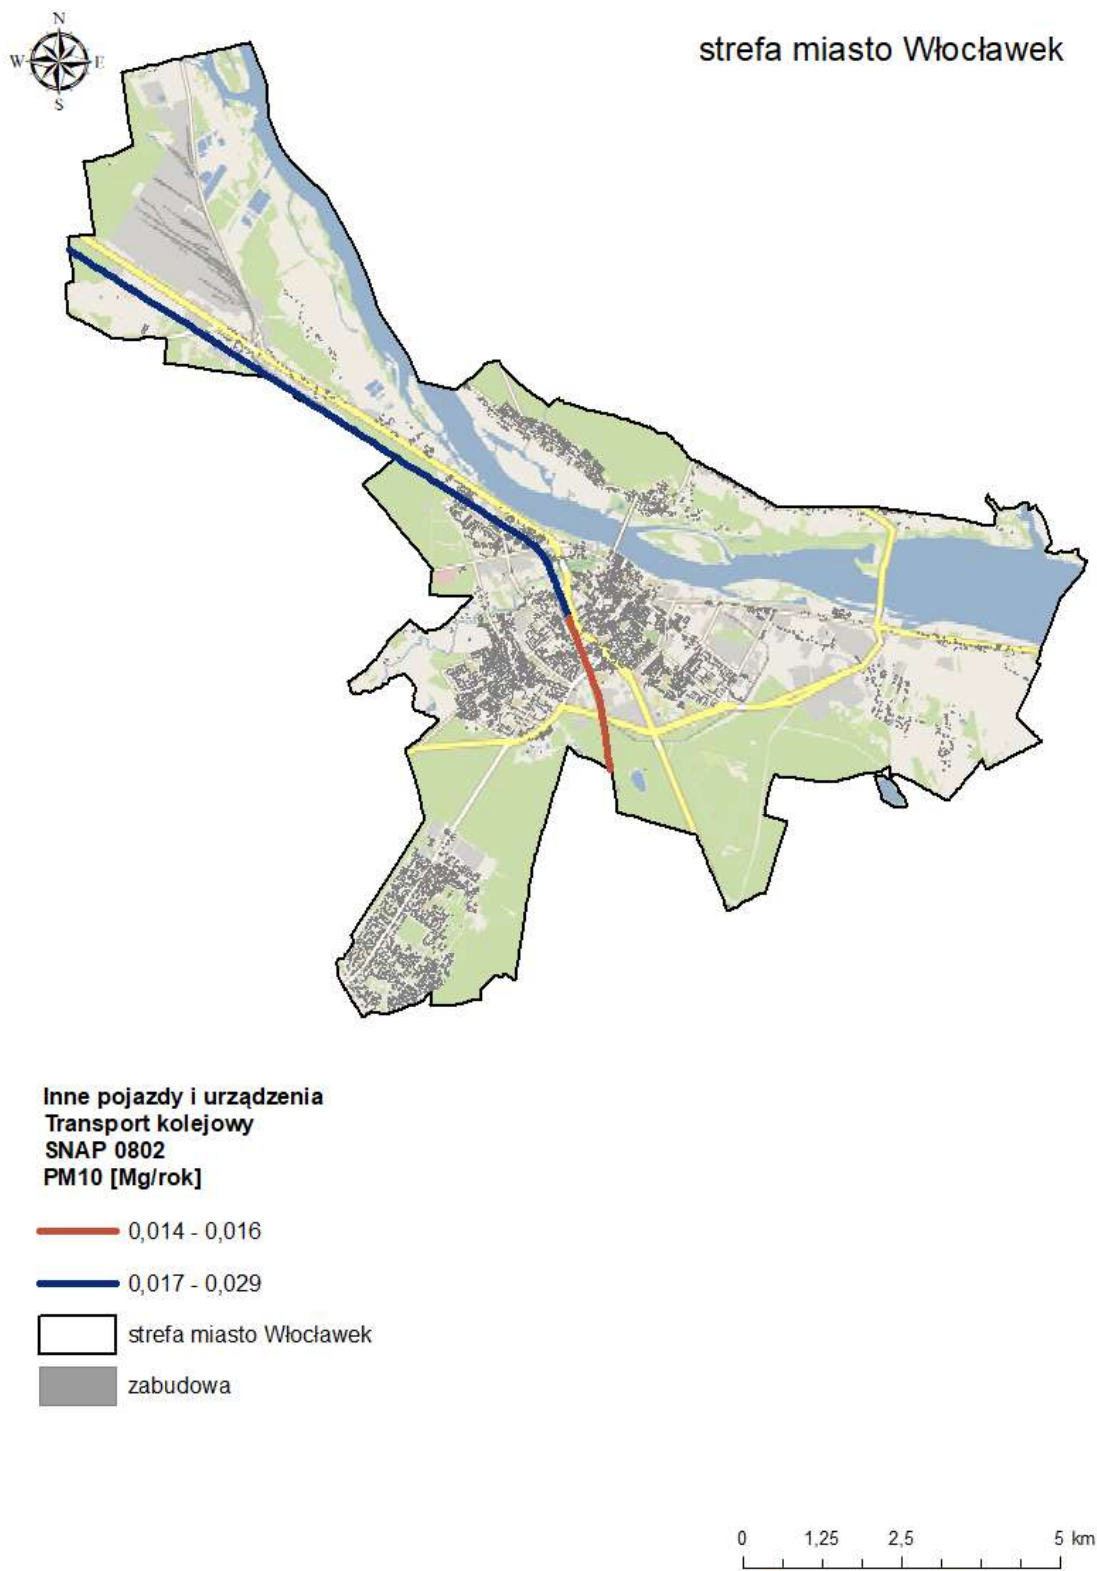 N
strefa miasto Włocławek
W E
S
Inne pojazdy i urządzenia
Transport kolejowy
SNAP 0802
PM10 [Mg/rok]
0,014 - 0,016
0,017 - 0,029
strefa miasto Włocławek
zabudowa
0 1,25 2,5 5 km